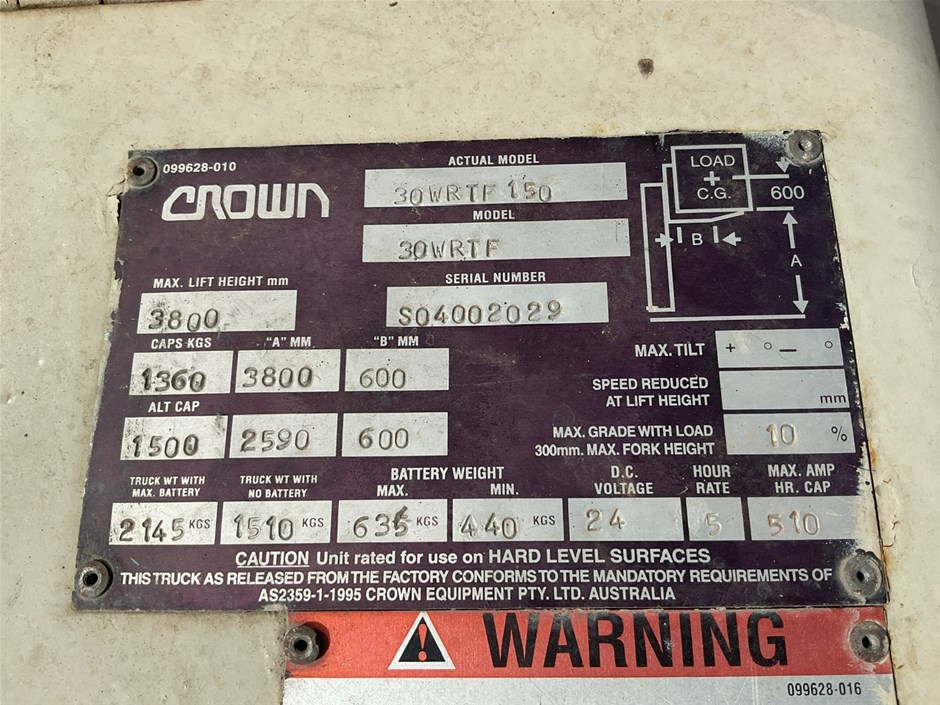 099628-010
CROWN
ACTUAL MODEL
30WRTF 150
MODEL
30WRTF
SERIAL NUMBER
S04002029
LOAD
+
C.G.
600
B
A
MAX. LIFT HEIGHT mm
3800
CAPS KGS "A" MM "B" MM
1360 3800 600
ALT CAP
1500 2590 600
MAX. TILT + ° — °
SPEED REDUCED
AT LIFT HEIGHT mm
MAX. GRADE WITH LOAD
300mm. MAX. FORK HEIGHT 10 %
TRUCK WT WITH
MAX. BATTERY
2145 KGS
TRUCK WT WITH
NO BATTERY
1510 KGS
BATTERY WEIGHT
MAX. MIN.
635 KGS 440 KGS
D.C.
VOLTAGE
24
HOUR
RATE
5
MAX. AMP
HR. CAP
510
CAUTION Unit rated for use on HARD LEVEL SURFACES
THIS TRUCK AS RELEASED FROM THE FACTORY CONFORMS TO THE MANDATORY REQUIREMENTS OF
AS2359-1-1995 CROWN EQUIPMENT PTY. LTD. AUSTRALIA
WARNING
099628-016